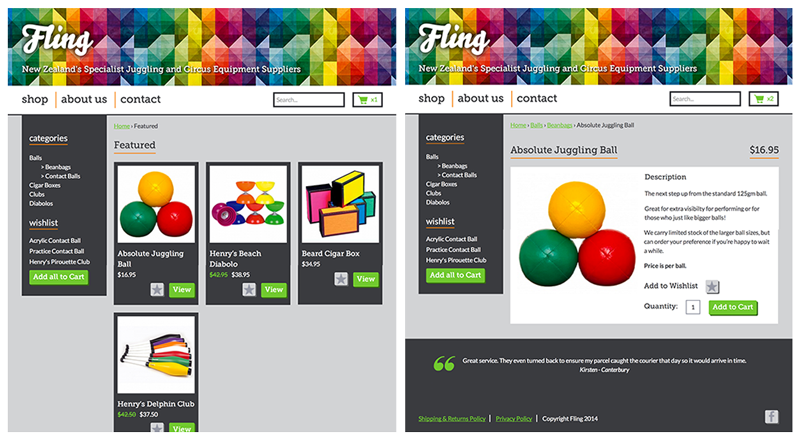 Fling
New Zealand's Specialist Juggling and Circus Equipment Suppliers
shop about us contact
Search...
x1
categories
Balls
> Beanbags
> Contact Balls
Cigar Boxes
Clubs
Diabolos
wishlist
Acrylic Contact Ball
Practice Contact Ball
Henry's Pirouette Club
Add all to Cart
Home › Featured
Featured
Absolute Juggling
Ball
$16.95
View
Henry's Beach
Diabolo
$42.95 $38.95
View
Beard Cigar Box
$34.95
View
Henry's Delphin Club
$42.50 $37.50
View
Fling
New Zealand's Specialist Juggling and Circus Equipment Suppliers
shop about us contact
Search...
x2
categories
Balls
> Beanbags
> Contact Balls
Cigar Boxes
Clubs
Diabolos
wishlist
Acrylic Contact Ball
Practice Contact Ball
Henry's Pirouette Club
Add all to Cart
Home › Balls › Beanbags › Absolute Juggling Ball
Absolute Juggling Ball
$16.95
Description
The next step up from the standard 125gm ball.
Great for extra visibilty for performing or for
those who just like bigger balls!
We carry limited stock of the larger ball sizes, but
can order your preference if you're happy to wait
a while.
Price is per ball.
Add to Wishlist
Quantity: 1 Add to Cart
Great service. They even turned back to ensure my parcel caught the courier that day so it would arrive in time.
Kirsten - Canterbury
Shipping & Returns Policy | Privacy Policy | Copyright Fling 2014